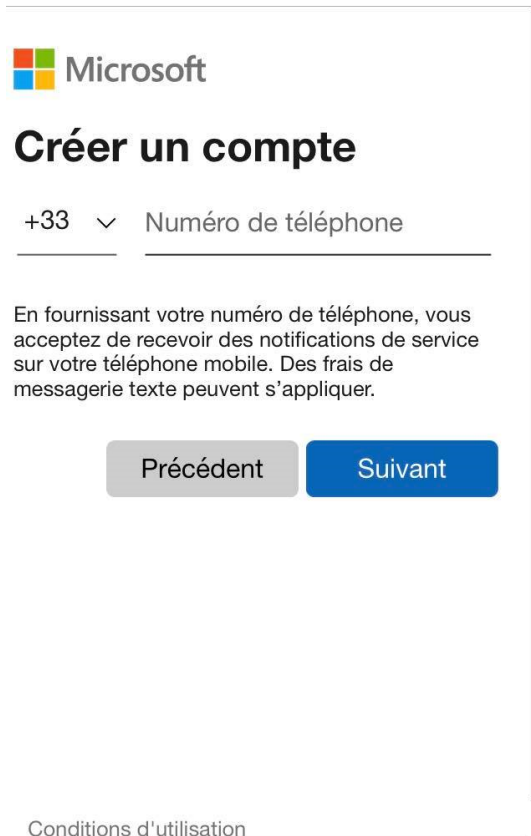 Microsoft
Créer un compte
+33 Numéro de téléphone
En fournissant votre numéro de téléphone, vous
acceptez de recevoir des notifications de service
sur votre téléphone mobile. Des frais de
messagerie texte peuvent s’appliquer.
Précédent Suivant
Conditions d'utilisation